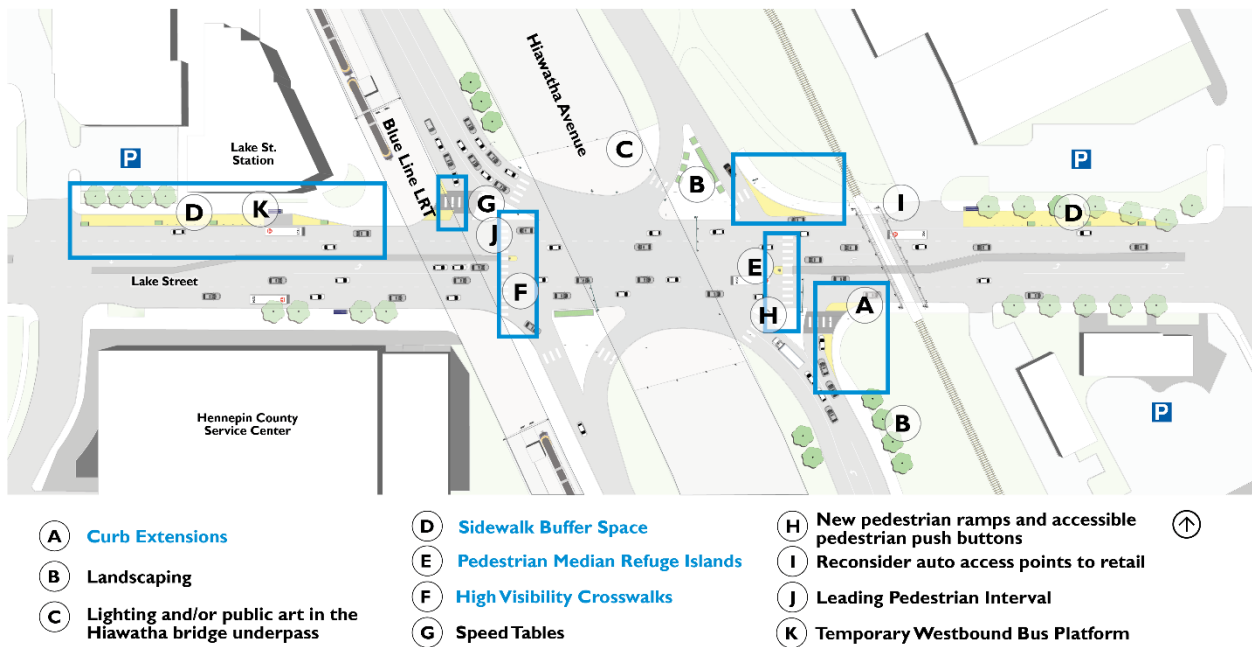 Lake St.
Station
P
D
K
Blue Line LRT
Hiawatha Avenue
G
J
C
B
I
P
D
Lake Street
F
E
H
A
B
P
Hennepin County
Service Center
A Curb Extensions
B Landscaping
C Lighting and/or public art in the
Hiawatha bridge underpass
D Sidewalk Buffer Space
E Pedestrian Median Refuge Islands
F High Visibility Crosswalks
G Speed Tables
H New pedestrian ramps and accessible
pedestrian push buttons
I Reconsider auto access points to retail
J Leading Pedestrian Interval
K Temporary Westbound Bus Platform